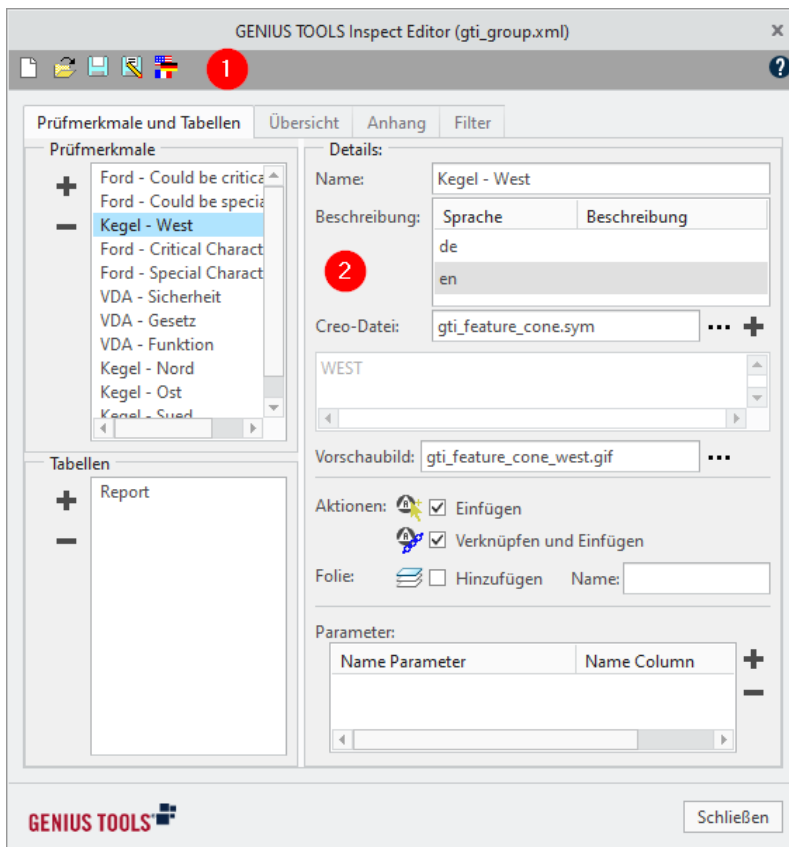 GENIUS TOOLS Inspect Editor (gti_group.xml)
1
Prüfmerkmale und Tabellen Übersicht Anhang Filter
Prüfmerkmale
Ford - Could be critica
Ford - Could be specia
Kegel - West
Ford - Critical Charact
Ford - Special Charact
VDA - Sicherheit
VDA - Gesetz
VDA - Funktion
Kegel - Nord
Kegel - Ost
Kegel - Sued
Tabellen
Report
Details:
Name: Kegel - West
Beschreibung: Sprache Beschreibung
de
2
en
Creo-Datei: gti_feature_cone.sym
WEST
Vorschaubild: gti_feature_cone_west.gif
Aktionen: Einfügen
Verknüpfen und Einfügen
Folie: Hinzufügen Name:
Parameter:
Name Parameter Name Column
GENIUS TOOLS
Schließen